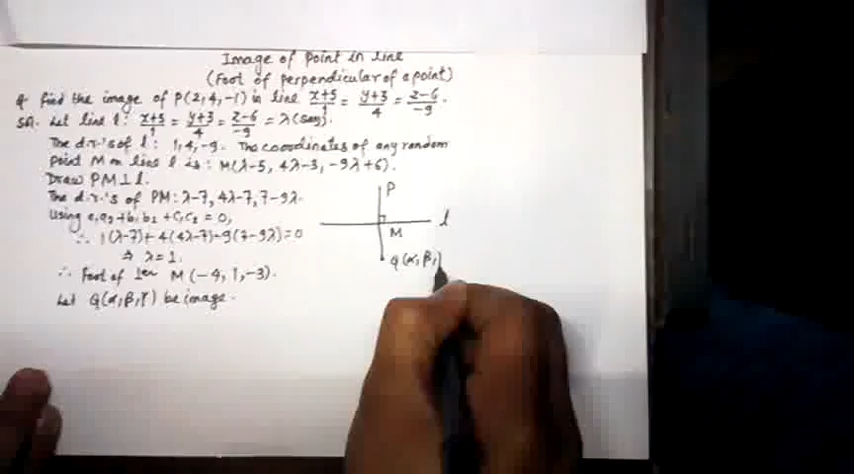 Image of point in line
(Foot of perpendicular of a point)
Q Find the image of P(2, 4, -1) in line (x+5)/1 = (y+3)/4 = (z-6)/-9.
Sol. Let line l: (x+5)/1 = (y+3)/4 = (z-6)/-9 = λ (say).
The d.r.'s of l: 1, 4, -9. The coordinates of any random
point M on line l is: M(λ-5, 4λ-3, -9λ+6).
Draw PM⊥l.
The d.r.'s of PM: λ-7, 4λ-7, 7-9λ.
Using a₁a₂+b₁b₂+c₁c₂=0,
∴ 1(λ-7)+4(4λ-7)-9(7-9λ)=0
⇒ λ=1.
∴ Foot of ⊥er M(-4, 1, -3).
Let Q(α,β,γ) be image.
P
l
M
Q(α,β,